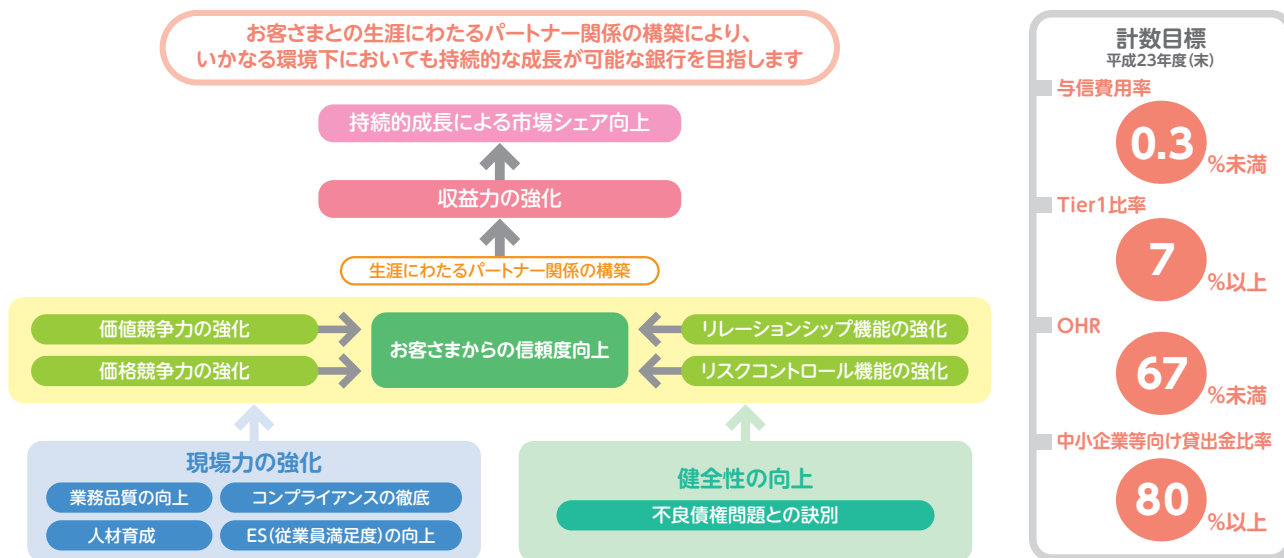 お客さまとの生涯にわたるパートナー関係の構築により、
いかなる環境下においても持続的な成長が可能な銀行を目指します
持続的成長による市場シェア向上
収益力の強化
生涯にわたるパートナー関係の構築
価値競争力の強化
価格競争力の強化
お客さまからの信頼度向上
リレーションシップ機能の強化
リスクコントロール機能の強化
現場力の強化
業務品質の向上
コンプライアンスの徹底
人材育成
ES(従業員満足度)の向上
健全性の向上
不良債権問題との訣別
計数目標
平成23年度(末)
与信費用率
0.3%未満
Tier1比率
7%以上
OHR
67%未満
中小企業等向け貸出金比率
80%以上